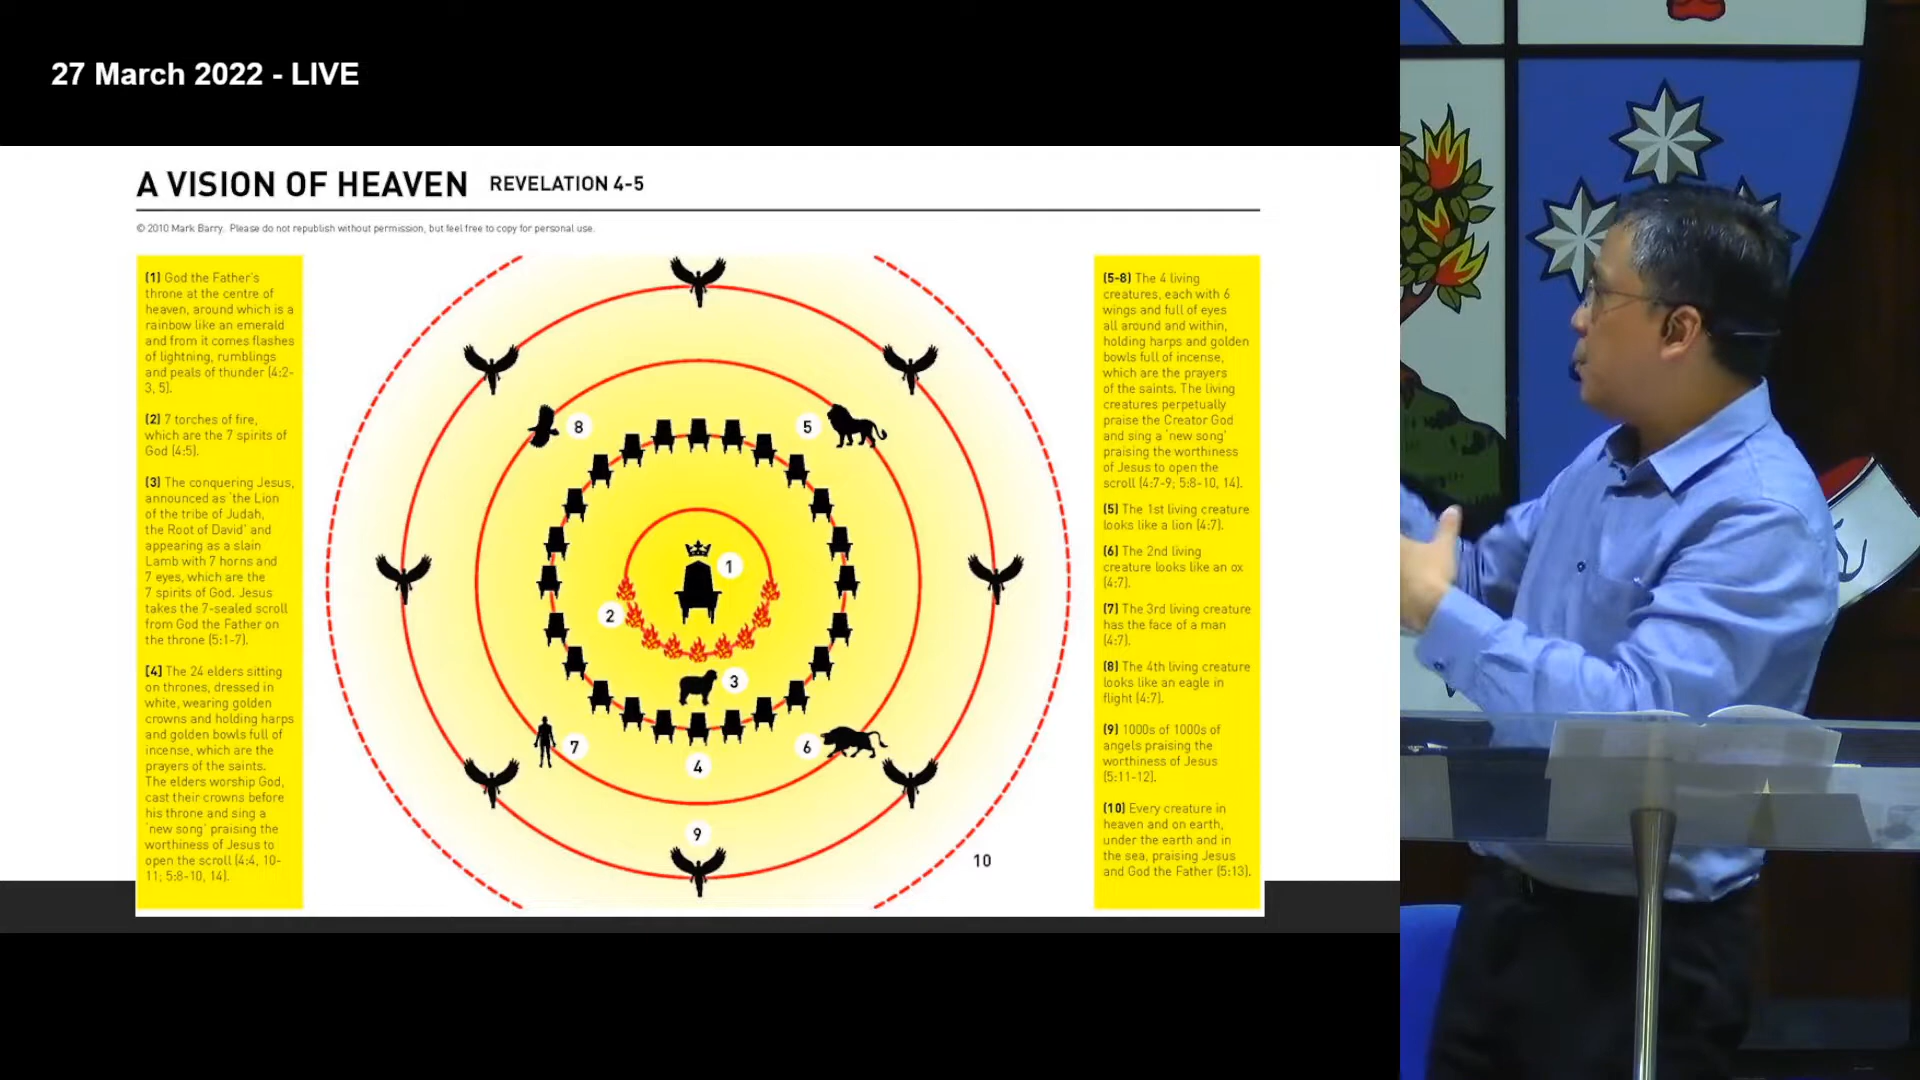 27 March 2022 - LIVE
A VISION OF HEAVEN REVELATION 4-5
© 2010 Mark Barry. Please do not republish without permission, but feel free to copy for personal use.
(1) God the Father's
throne at the centre of
heaven, around which is a
rainbow like an emerald
and from it comes flashes
of lightning, rumblings
and peals of thunder (4:2-
3, 5).
(2) 7 torches of fire,
which are the 7 spirits of
God (4:5).
(3) The conquering Jesus,
announced as 'the Lion
of the tribe of Judah,
the Root of David' and
appearing as a slain
Lamb with 7 horns and
7 eyes, which are the
7 spirits of God. Jesus
takes the 7-sealed scroll
from God the Father on
the throne (5:1-7).
(4) The 24 elders sitting
on thrones, dressed in
white, wearing golden
crowns and holding harps
and golden bowls full of
incense, which are the
prayers of the saints.
The elders worship God,
cast their crowns before
his throne and sing a
'new song' praising the
worthiness of Jesus to
open the scroll (4:4, 10-
11; 5:8-10, 14).
8
5
1
2
3
7
6
4
9
10
(5-8) The 4 living
creatures, each with 6
wings and full of eyes
all around and within,
holding harps and golden
bowls full of incense,
which are the prayers
of the saints. The living
creatures perpetually
praise the Creator God
and sing a 'new song'
praising the worthiness
of Jesus to open the
scroll (4:7-9; 5:8-10, 14).
(5) The 1st living creature
looks like a lion (4:7).
(6) The 2nd living
creature looks like an ox
(4:7).
(7) The 3rd living creature
has the face of a man
(4:7).
(8) The 4th living creature
looks like an eagle in
flight (4:7).
(9) 1000s of 1000s of
angels praising the
worthiness of Jesus
(5:11-12).
(10) Every creature in
heaven and on earth,
under the earth and in
the sea, praising Jesus
and God the Father (5:13).